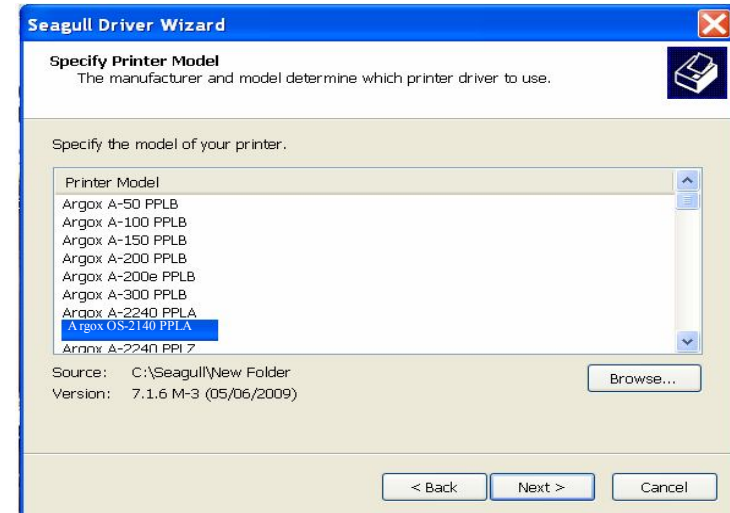 Seagull Driver Wizard
Specify Printer Model
The manufacturer and model determine which printer driver to use.
Specify the model of your printer.
Printer Model
Argox A-50 PPLB
Argox A-100 PPLB
Argox A-150 PPLB
Argox A-200 PPLB
Argox A-200e PPLB
Argox A-300 PPLB
Argox A-2240 PPLA
Argox OS-2140 PPLA
Argox A-2240 PPLZ
Source: C:\Seagull\New Folder
Browse...
Version: 7.1.6 M-3 (05/06/2009)
< Back Next > Cancel